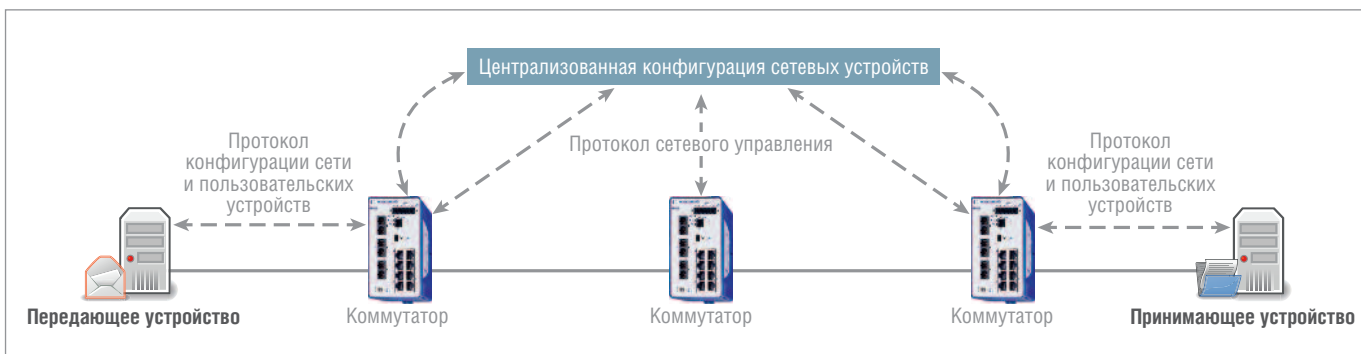 Централизованная конфигурация сетевых устройств
Протокол
конфигурации сети
и пользовательских
устройств
Протокол сетевого управления
Протокол
конфигурации сети
и пользовательских
устройств
Передающее устройство
Коммутатор
Коммутатор
Коммутатор
Принимающее устройство